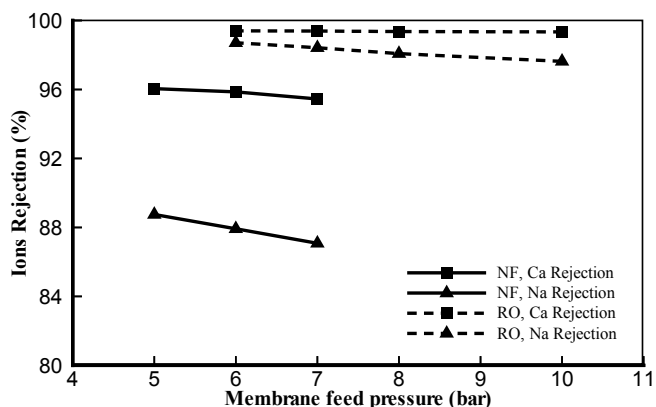 100
96
92
88
84
80
Ions Rejection (%)
NF, Ca Rejection
NF, Na Rejection
RO, Ca Rejection
RO, Na Rejection
4 5 6 7 8 9 10 11
Membrane feed pressure (bar)